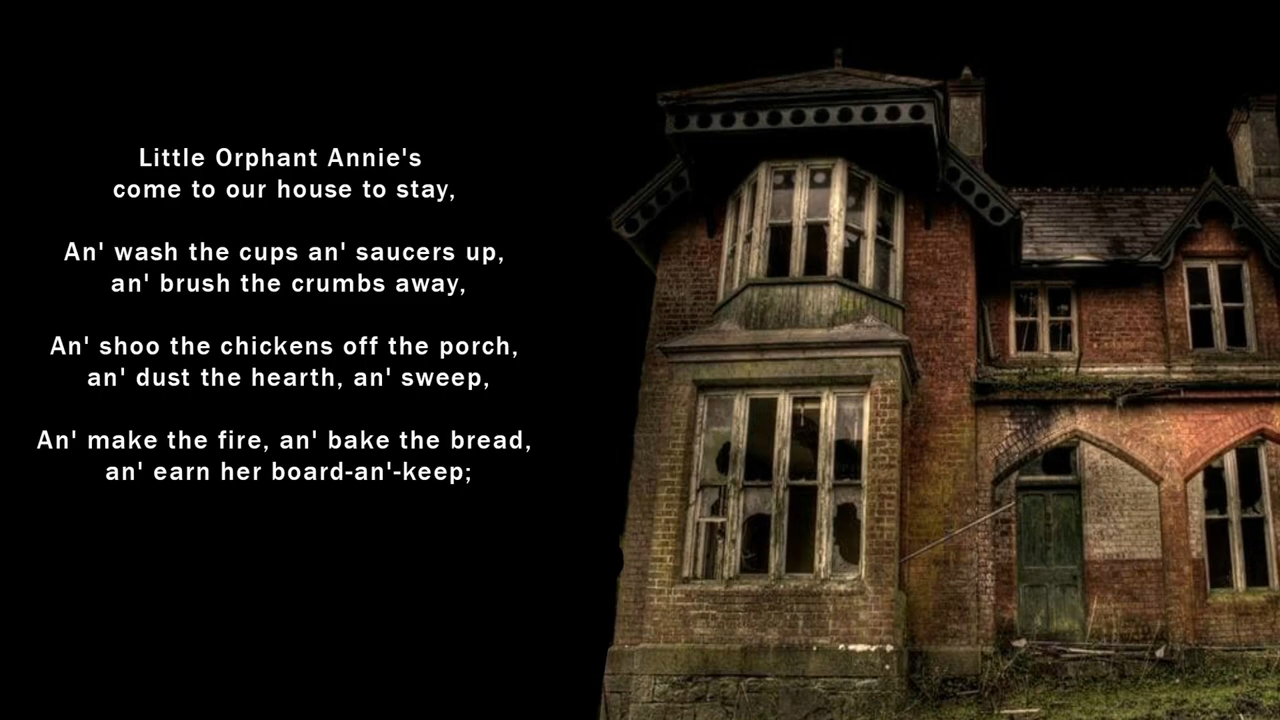 Little Orphant Annie's
come to our house to stay,
An' wash the cups an' saucers up,
an' brush the crumbs away,
An' shoo the chickens off the porch,
an' dust the hearth, an' sweep,
An' make the fire, an' bake the bread,
an' earn her board-an'-keep;